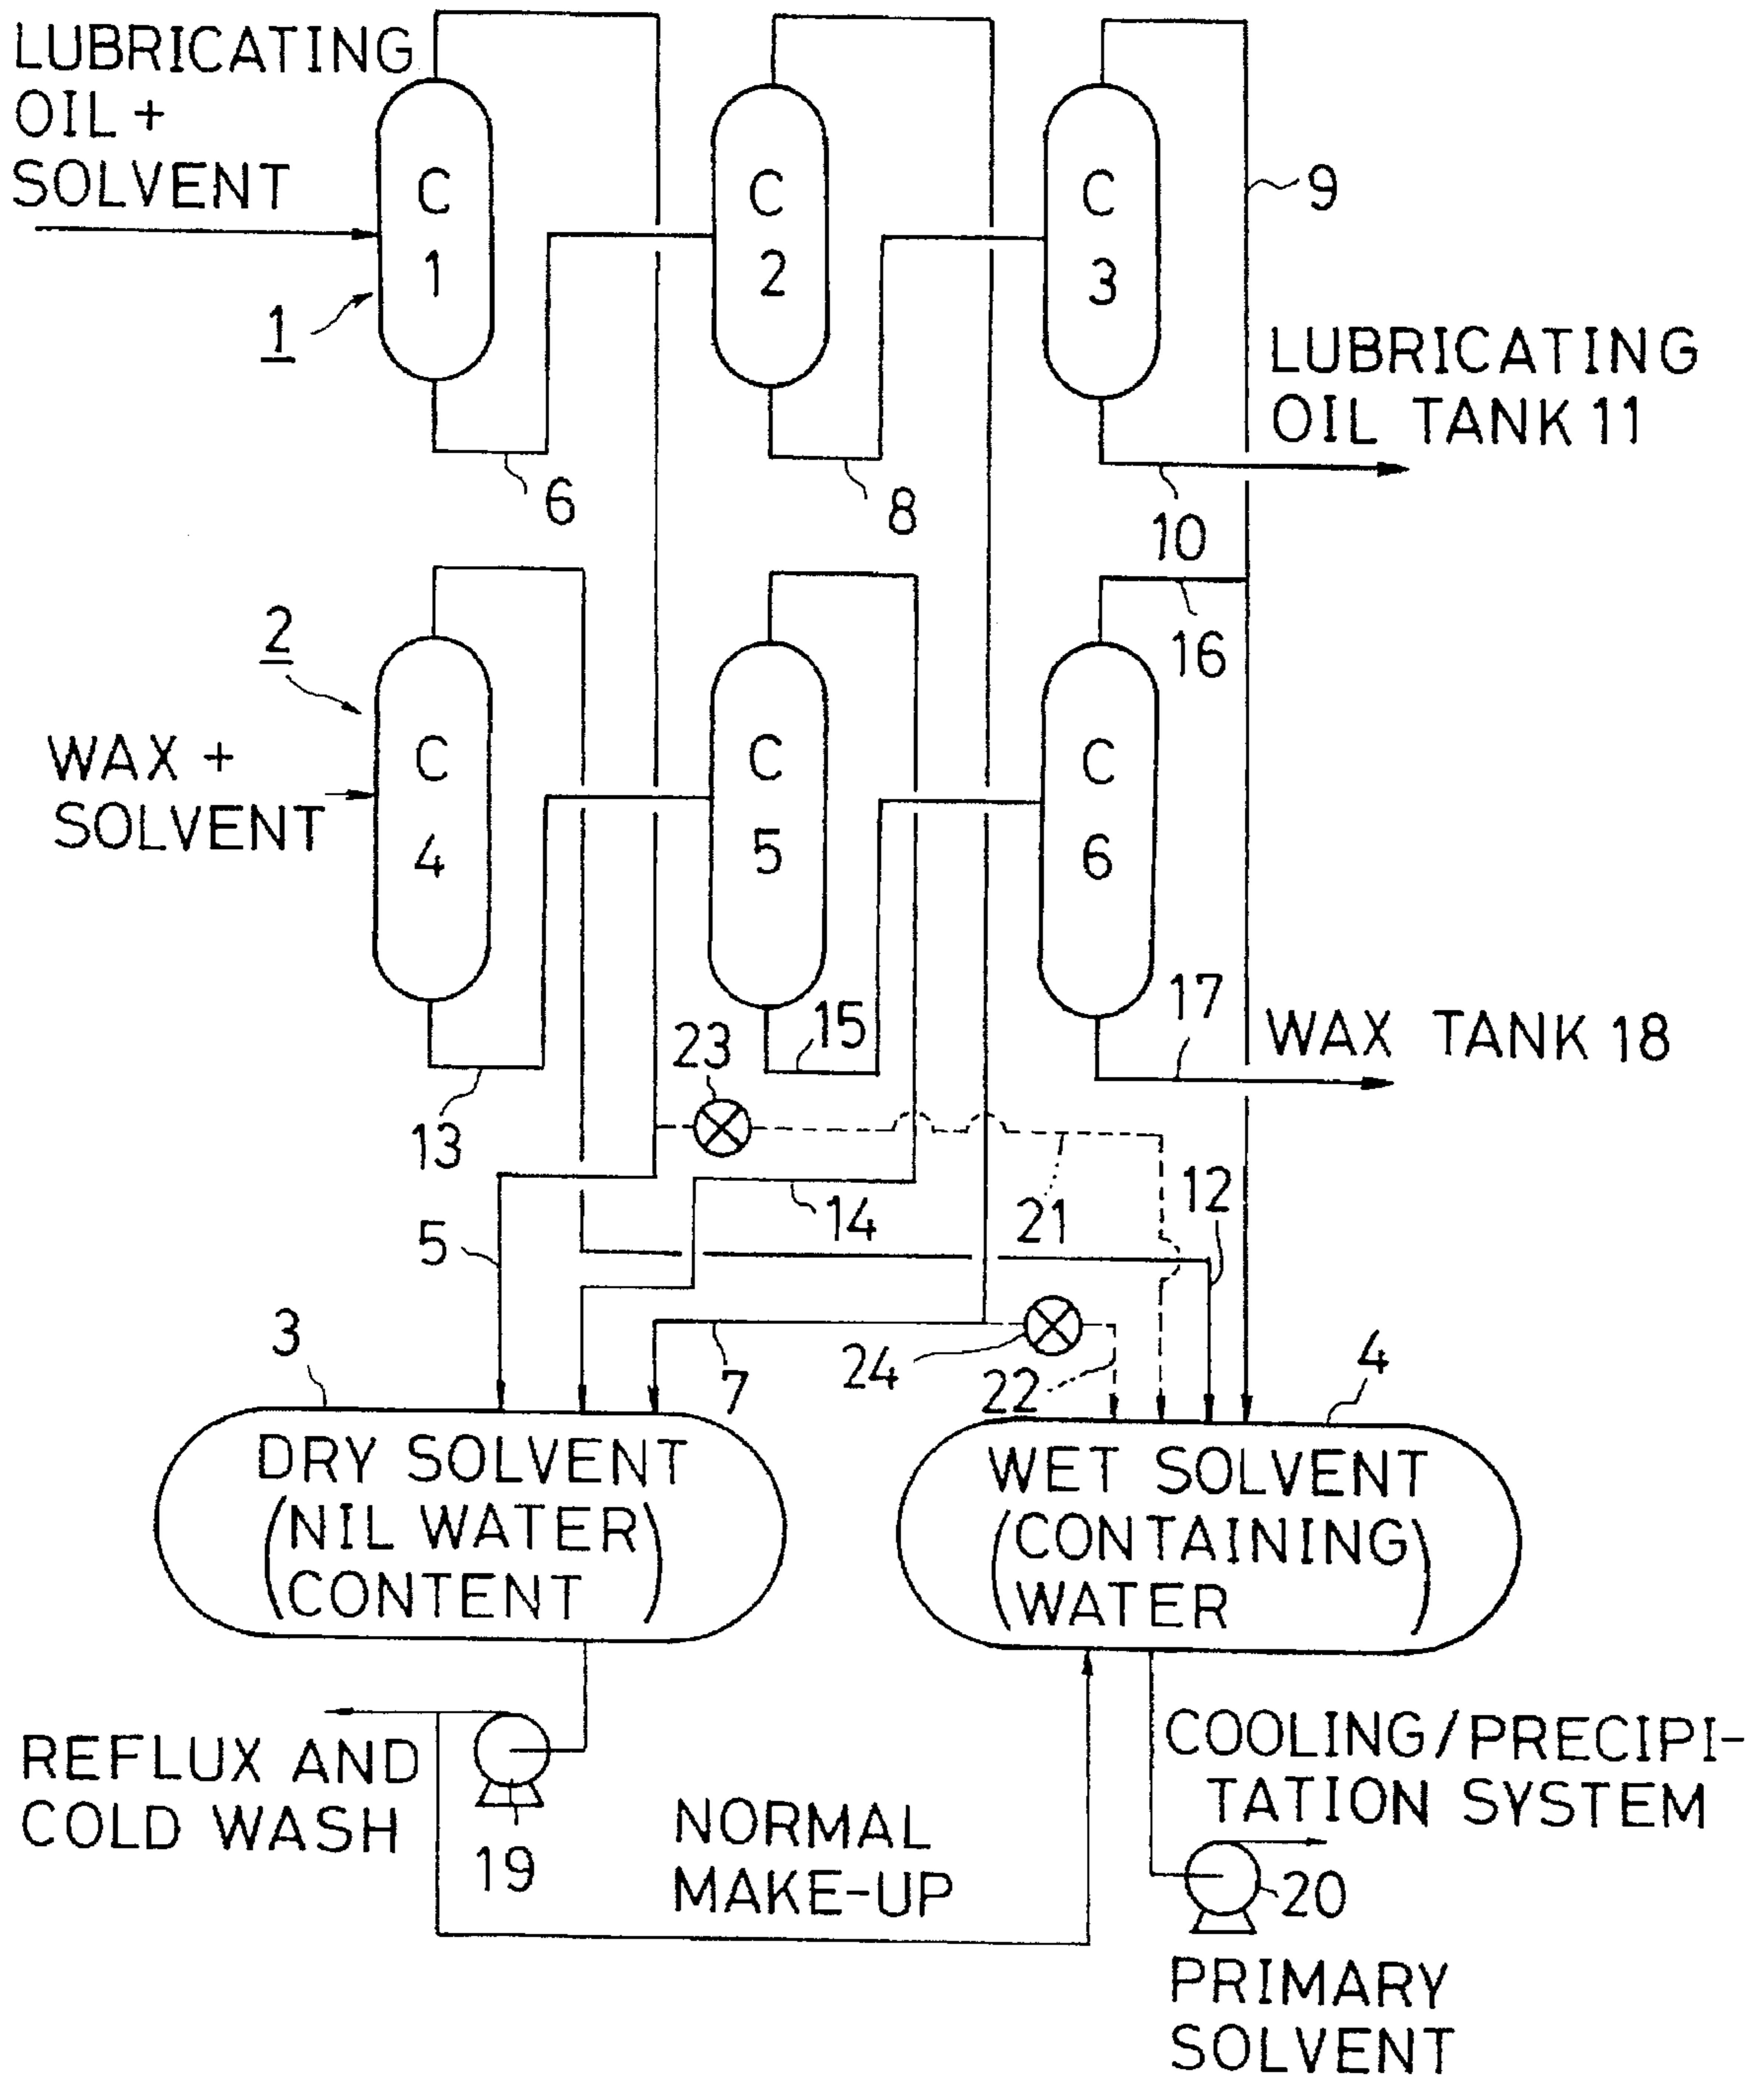 LUBRICATING
OIL +
SOLVENT
C
1
C
2
C
3
9
1
LUBRICATING
OIL TANK 11
6
8
10
2
16
WAX +
SOLVENT
C
4
C
5
C
6
17
15
23
WAX TANK 18
13
12
21
14
5
3
24
7
22
4
DRY SOLVENT
(NIL WATER)
(CONTENT )
WET SOLVENT
(CONTAINING)
(WATER )
REFLUX AND
COLD WASH
19
NORMAL
MAKE-UP
COOLING/PRECIPI-
TATION SYSTEM
20
PRIMARY
SOLVENT